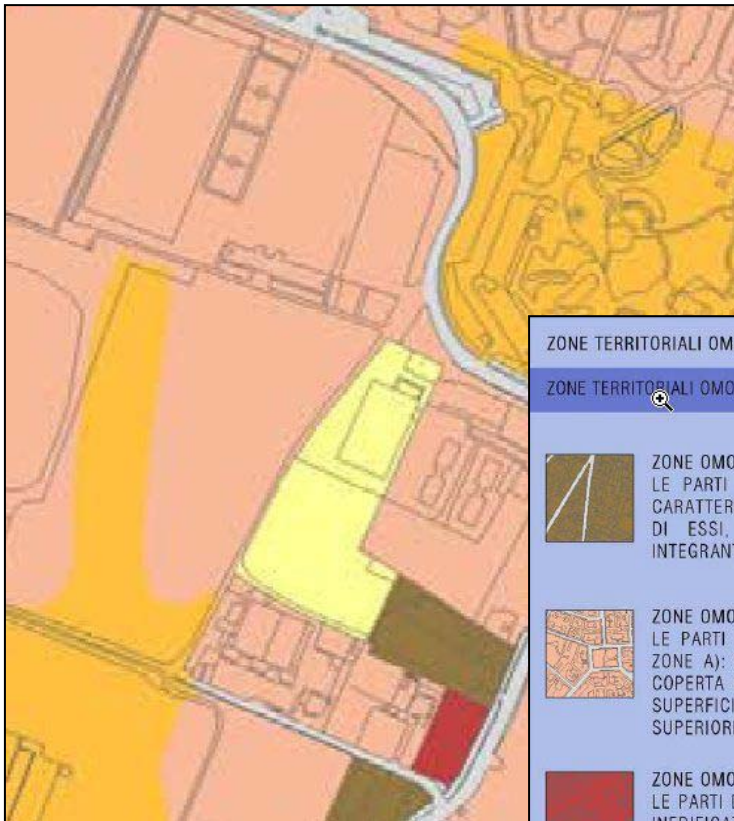 ZONE TERRITORIALI OM
ZONE TERRITORIALI OMO
ZONE OMO
LE PARTI
CARATTER
DI ESSI,
INTEGRANT
ZONE OMO
LE PARTI
ZONE A):
COPERTA
SUPERFICI
SUPERIORI
ZONE OMO
LE PARTI D